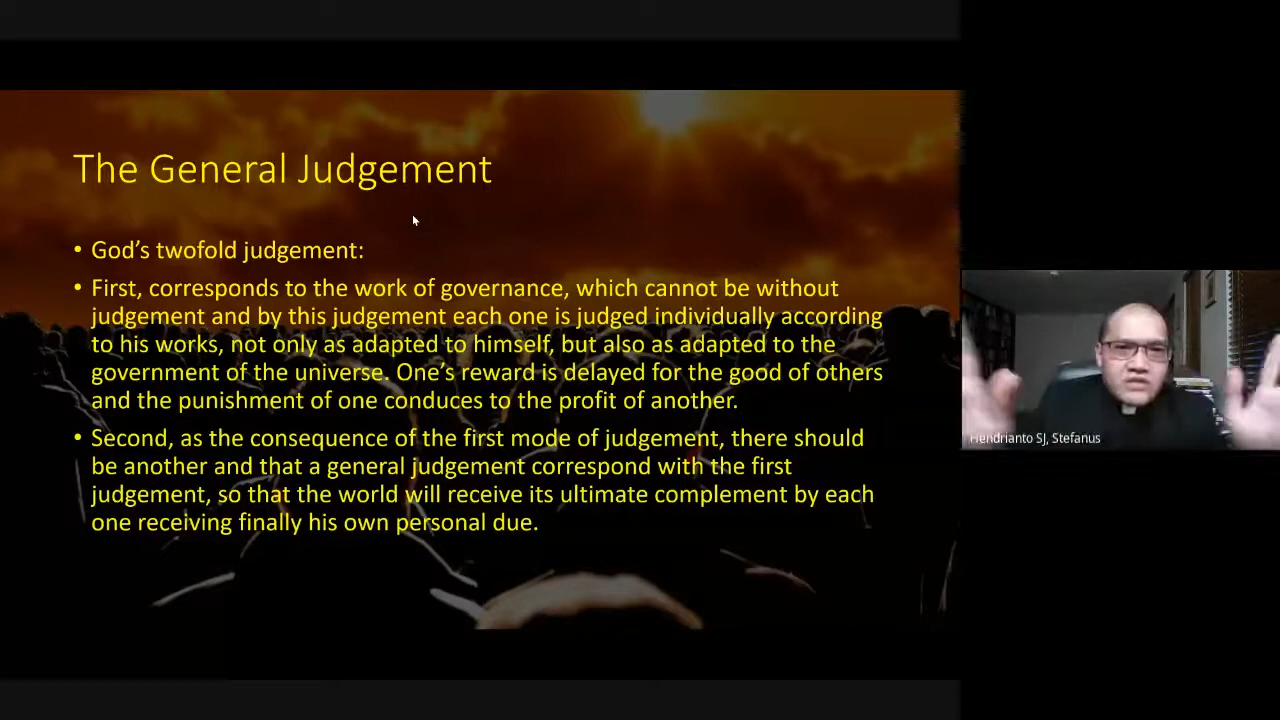 The General Judgement
• God’s twofold judgement:
• First, corresponds to the work of governance, which cannot be without
judgement and by this judgement each one is judged individually according
to his works, not only as adapted to himself, but also as adapted to the
government of the universe. One’s reward is delayed for the good of others
and the punishment of one conduces to the profit of another.
• Second, as the consequence of the first mode of judgement, there should
be another and that a general judgement correspond with the first
judgement, so that the world will receive its ultimate complement by each
one receiving finally his own personal due.
Hendrianto SJ, Stefanus